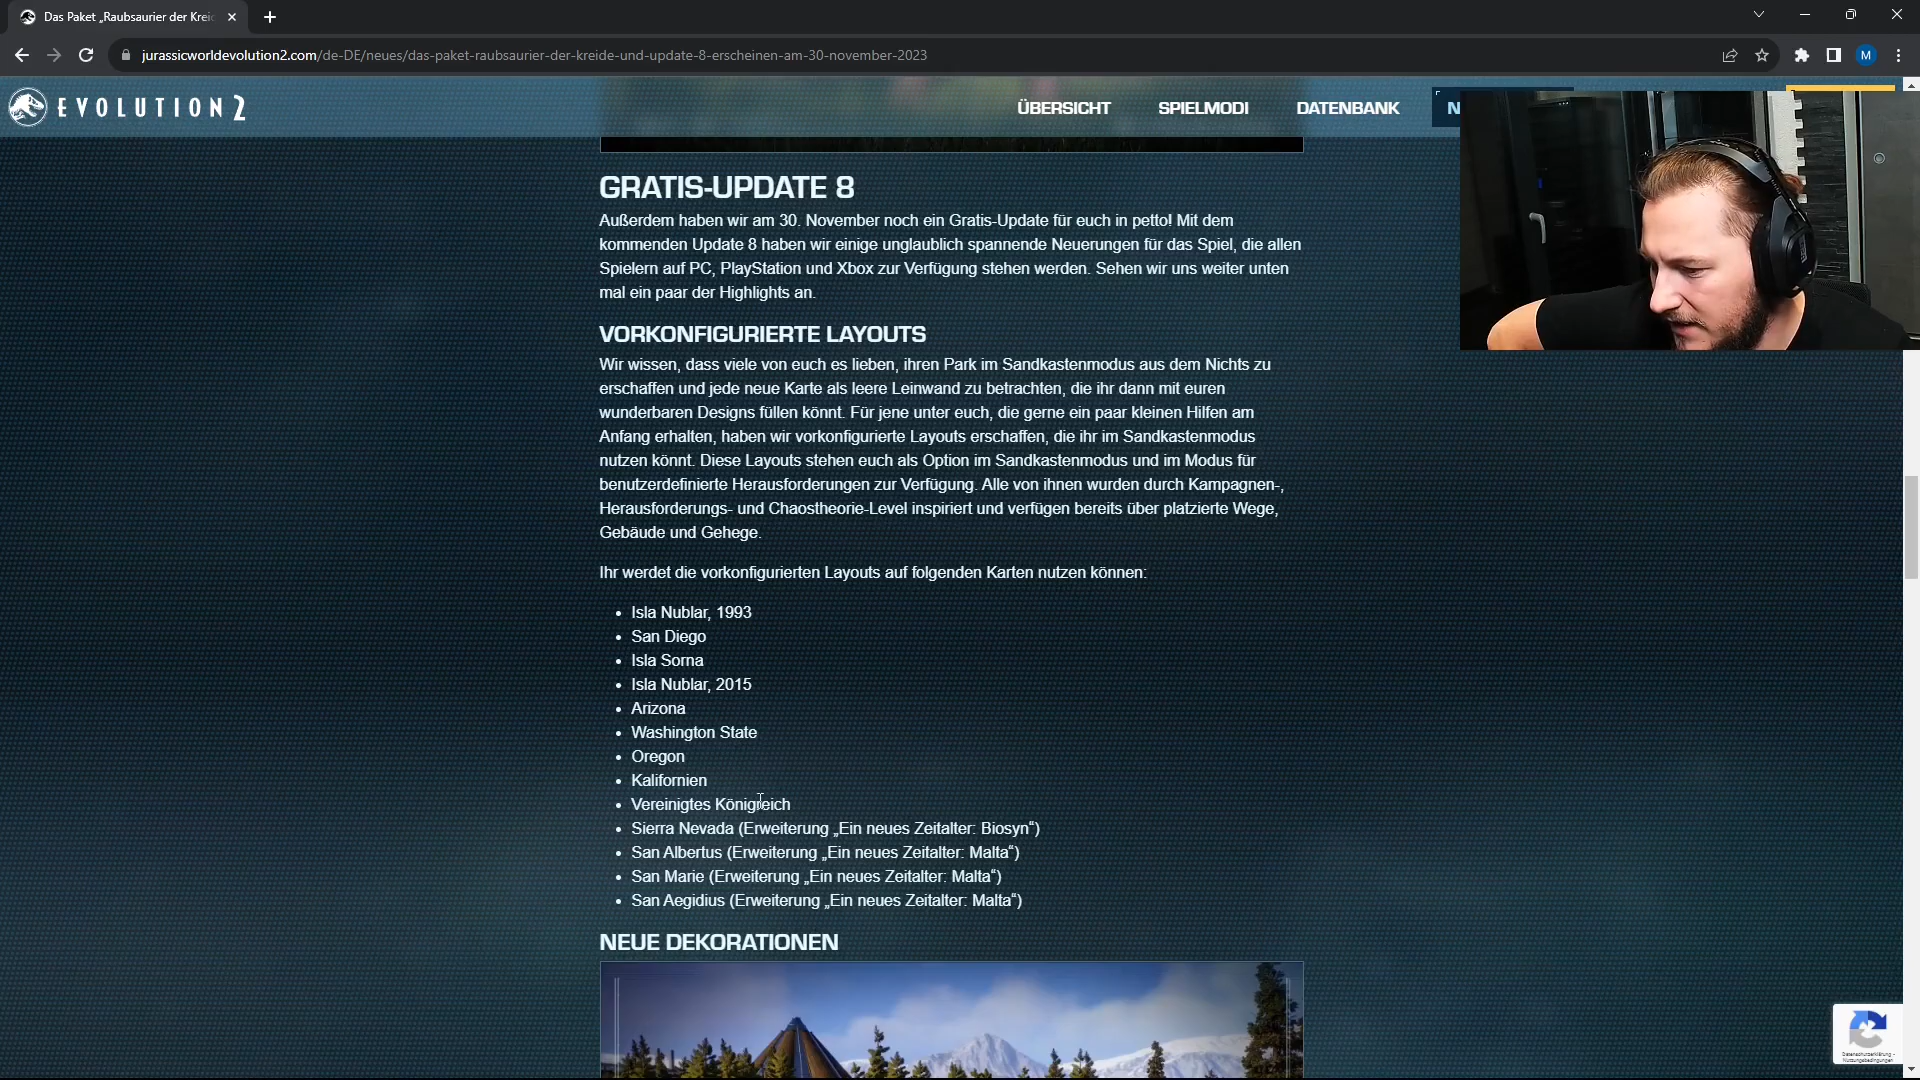 Das Paket „Raubsaurier der Kreid
M
jurassicworldevolution2.com/de-DE/neues/das-paket-raubsaurier-der-kreide-und-update-8-erscheinen-am-30-november-2023
EVOLUTION 2
ÜBERSICHT
SPIELMODI
DATENBANK
N
GRATIS-UPDATE 8
Außerdem haben wir am 30. November noch ein Gratis-Update für euch in petto! Mit dem
kommenden Update 8 haben wir einige unglaublich spannende Neuerungen für das Spiel, die allen
Spielern auf PC, PlayStation und Xbox zur Verfügung stehen werden. Sehen wir uns weiter unten
mal ein paar der Highlights an.
VORKONFIGURIERTE LAYOUTS
Wir wissen, dass viele von euch es lieben, ihren Park im Sandkastenmodus aus dem Nichts zu
erschaffen und jede neue Karte als leere Leinwand zu betrachten, die ihr dann mit euren
wunderbaren Designs füllen könnt. Für jene unter euch, die gerne ein paar kleinen Hilfen am
Anfang erhalten, haben wir vorkonfigurierte Layouts erschaffen, die ihr im Sandkastenmodus
nutzen könnt. Diese Layouts stehen euch als Option im Sandkastenmodus und im Modus für
benutzerdefinierte Herausforderungen zur Verfügung. Alle von ihnen wurden durch Kampagnen-,
Herausforderungs- und Chaostheorie-Level inspiriert und verfügen bereits über platzierte Wege,
Gebäude und Gehege.
Ihr werdet die vorkonfigurierten Layouts auf folgenden Karten nutzen können:
• Isla Nublar, 1993
• San Diego
• Isla Sorna
• Isla Nublar, 2015
• Arizona
• Washington State
• Oregon
• Kalifornien
• Vereinigtes Königreich
• Sierra Nevada (Erweiterung „Ein neues Zeitalter: Biosyn“)
• San Albertus (Erweiterung „Ein neues Zeitalter: Malta“)
• San Marie (Erweiterung „Ein neues Zeitalter: Malta“)
• San Aegidius (Erweiterung „Ein neues Zeitalter: Malta“)
NEUE DEKORATIONEN
Datenschutzerklärung -
Nutzungsbedingungen